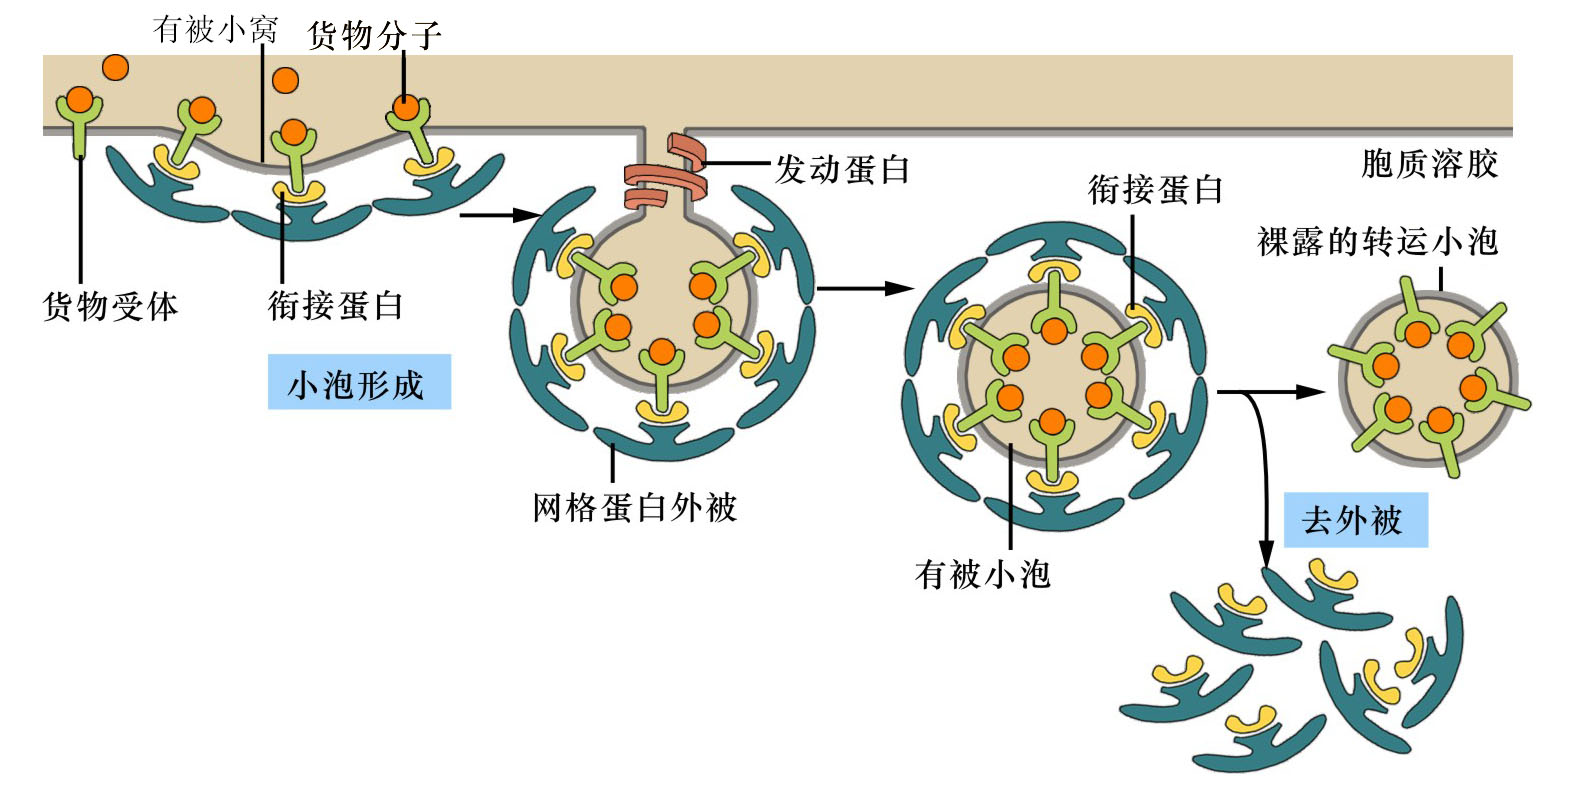 有被小窝
货物分子
发动蛋白
胞质溶胶
衔接蛋白
裸露的转运小泡
货物受体
衔接蛋白
小泡形成
网格蛋白外被
去外被
有被小泡